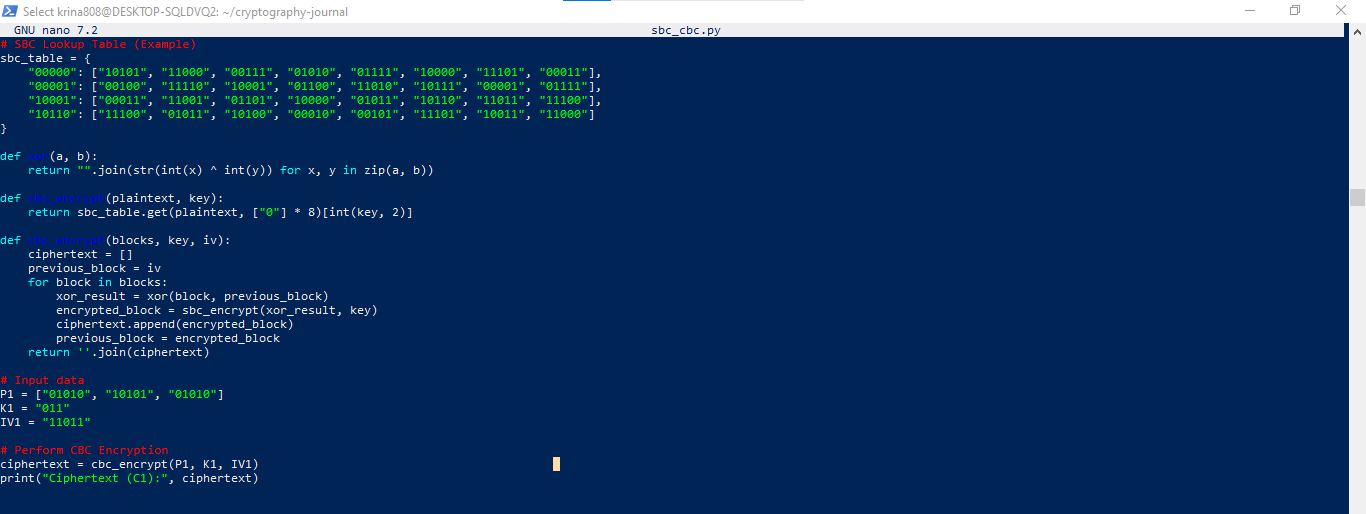 Select krina808@DESKTOP-SQLDVQ2: ~/cryptography-journal
GNU nano 7.2 sbc_cbc.py
# SBC Lookup Table (Example)
sbc_table = {
    "00000": ["10101", "11000", "00111", "01010", "01111", "10000", "11101", "00011"],
    "00001": ["00100", "11110", "10001", "01100", "11010", "10111", "00001", "01111"],
    "10001": ["00011", "11001", "01101", "10000", "01011", "10110", "11011", "11100"],
    "10110": ["11100", "01011", "10100", "00010", "00101", "11101", "10011", "11000"]
}
def xor(a, b):
    return "".join(str(int(x) ^ int(y)) for x, y in zip(a, b))
def sbc_encrypt(plaintext, key):
    return sbc_table.get(plaintext, ["0"] * 8)[int(key, 2)]
def cbc_encrypt(blocks, key, iv):
    ciphertext = []
    previous_block = iv
    for block in blocks:
        xor_result = xor(block, previous_block)
        encrypted_block = sbc_encrypt(xor_result, key)
        ciphertext.append(encrypted_block)
        previous_block = encrypted_block
    return ''.join(ciphertext)
# Input data
P1 = ["01010", "10101", "01010"]
K1 = "011"
IV1 = "11011"
# Perform CBC Encryption
ciphertext = cbc_encrypt(P1, K1, IV1)
print("Ciphertext (C1):", ciphertext)